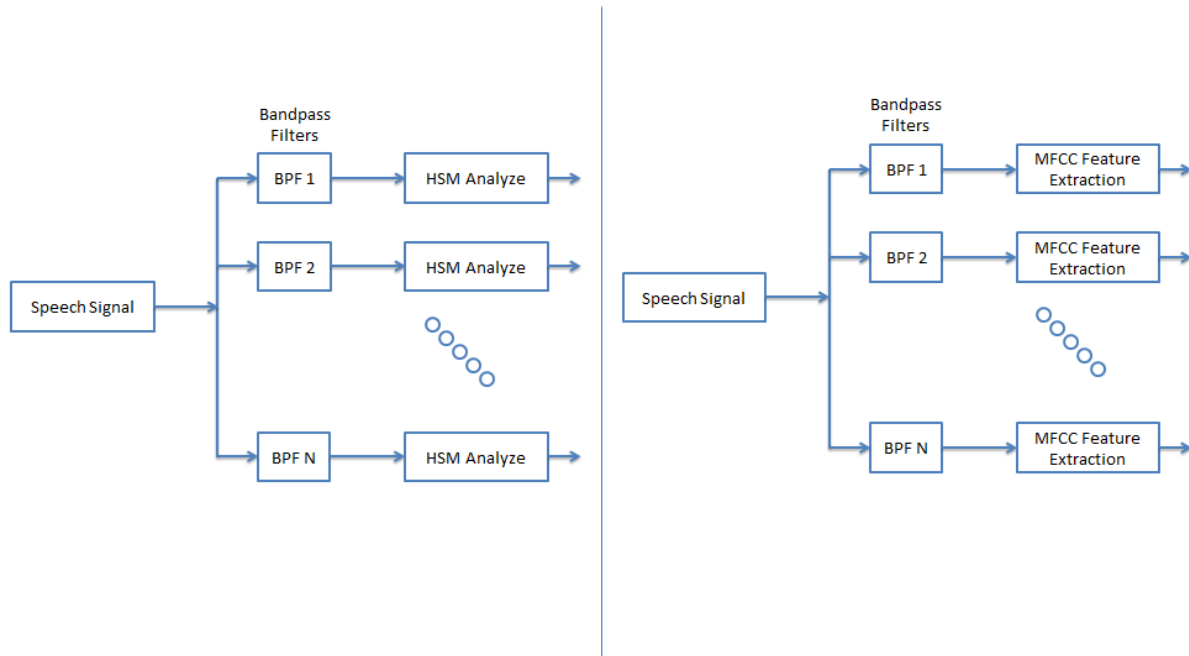 Bandpass
Filters
BPF 1
HSM Analyze
BPF 2
HSM Analyze
Speech Signal
BPF N
HSM Analyze
Bandpass
Filters
BPF 1
MFCC Feature
Extraction
BPF 2
MFCC Feature
Extraction
Speech Signal
BPF N
MFCC Feature
Extraction